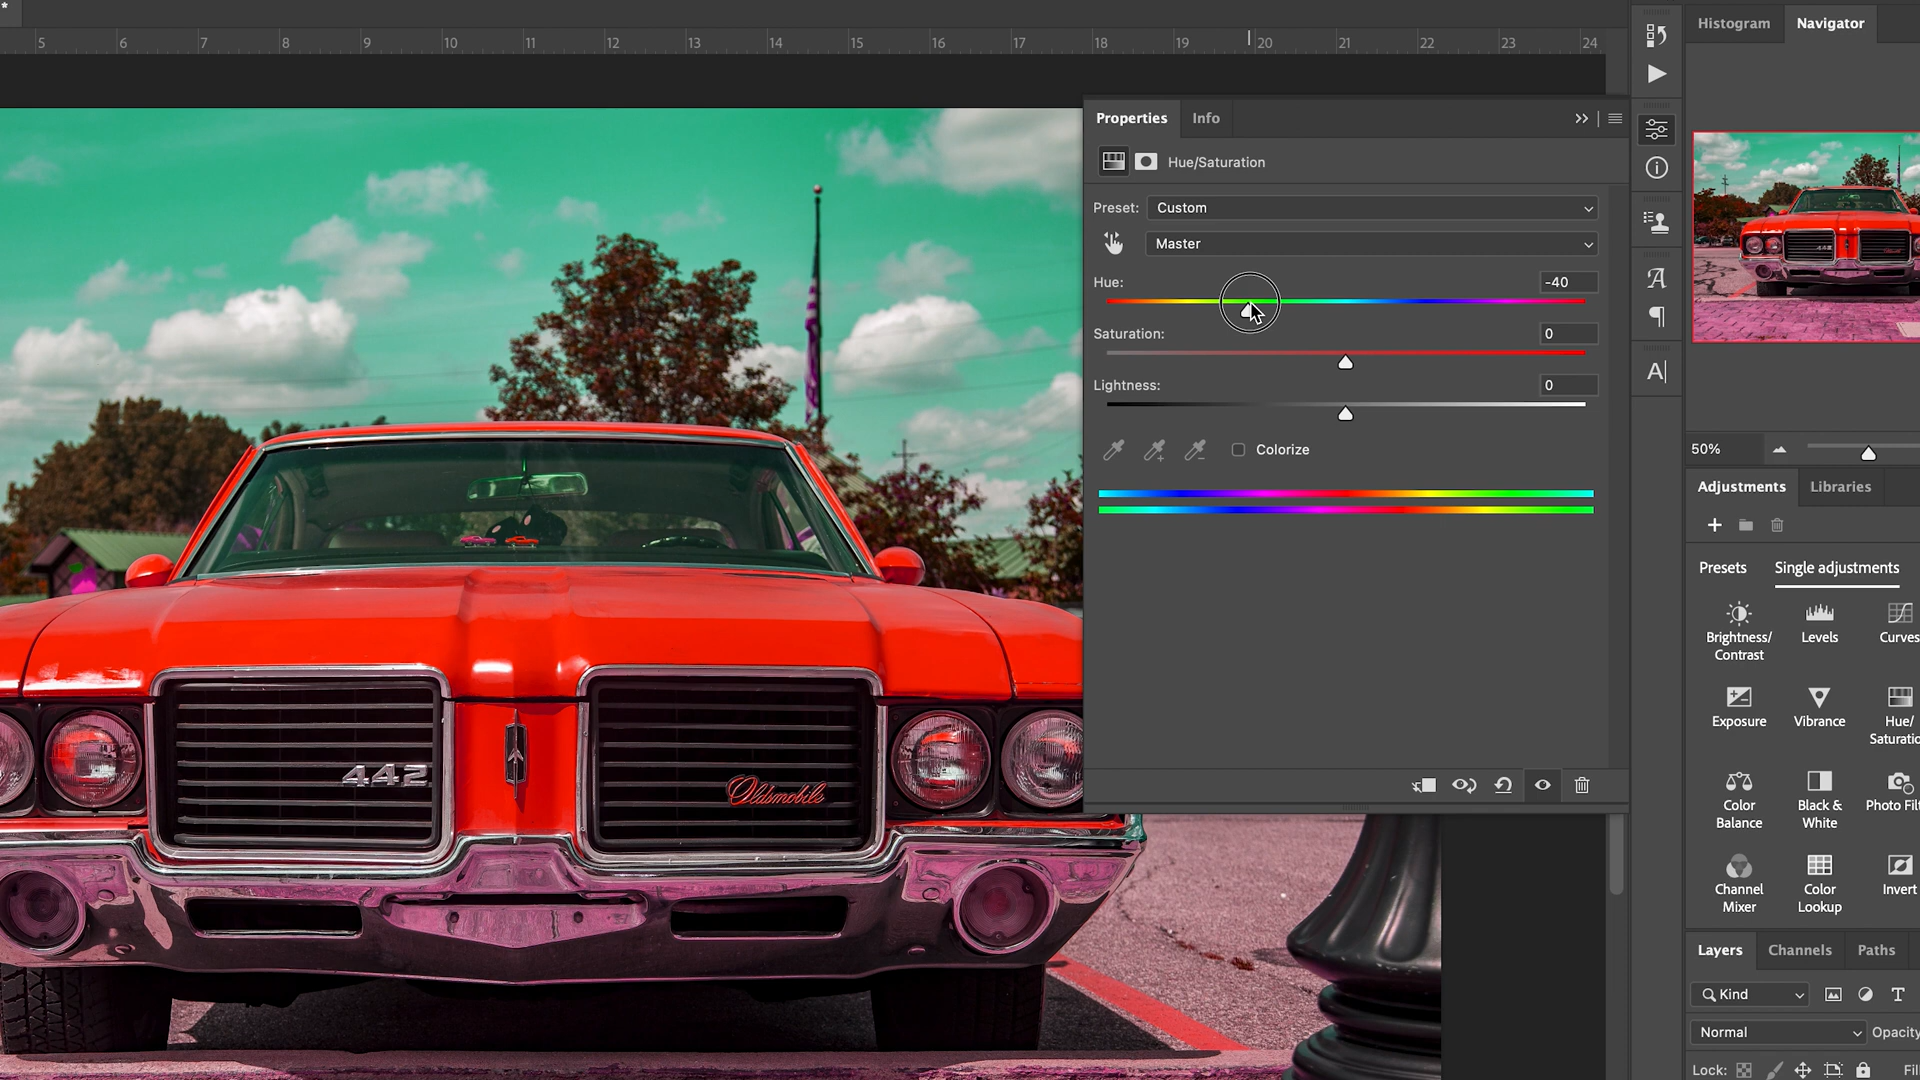 *
5 6 7 8 9 10 11 12 13 14 15 16 17 18 19 20 21 22 23 24
Histogram Navigator
Properties Info
Hue/Saturation
Preset: Custom
Master
Hue: -40
Saturation: 0
Lightness: 0
Colorize
442
Oldsmobile
A
¶
A|
50%
Adjustments Libraries
Presets Single adjustments
Brightness/
Contrast
Levels
Curves
Exposure
Vibrance
Hue/
Saturatio
Color
Balance
Black &
White
Photo Filt
Channel
Mixer
Color
Lookup
Invert
Layers Channels Paths
Kind T
Normal Opacity
Lock: Fil